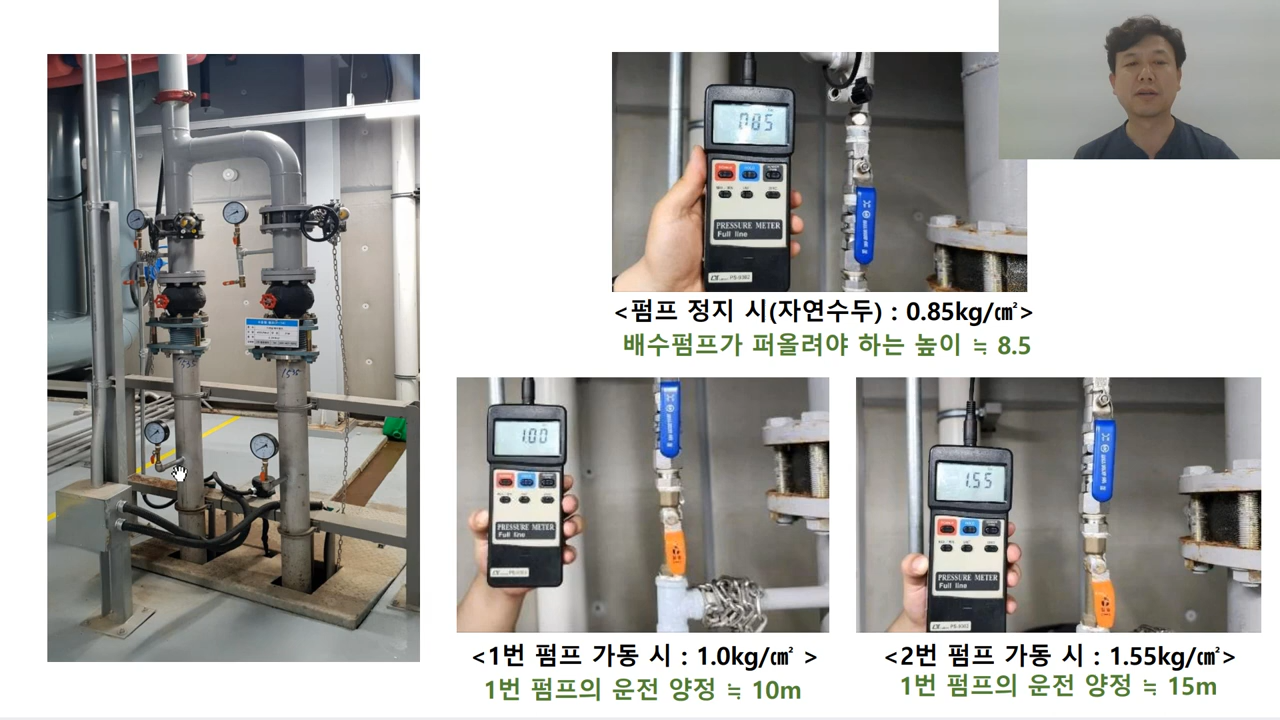 0.85
PRESSURE METER
Full line
<펌프 정지 시(자연수두) : 0.85kg/㎠>
배수펌프가 퍼올려야 하는 높이 ≒ 8.5
1.00
PRESSURE METER
Full line
<1번 펌프 가동 시 : 1.0kg/㎠ >
1번 펌프의 운전 양정 ≒ 10m
1.55
PRESSURE METER
Full line
<2번 펌프 가동 시 : 1.55kg/㎠>
1번 펌프의 운전 양정 ≒ 15m